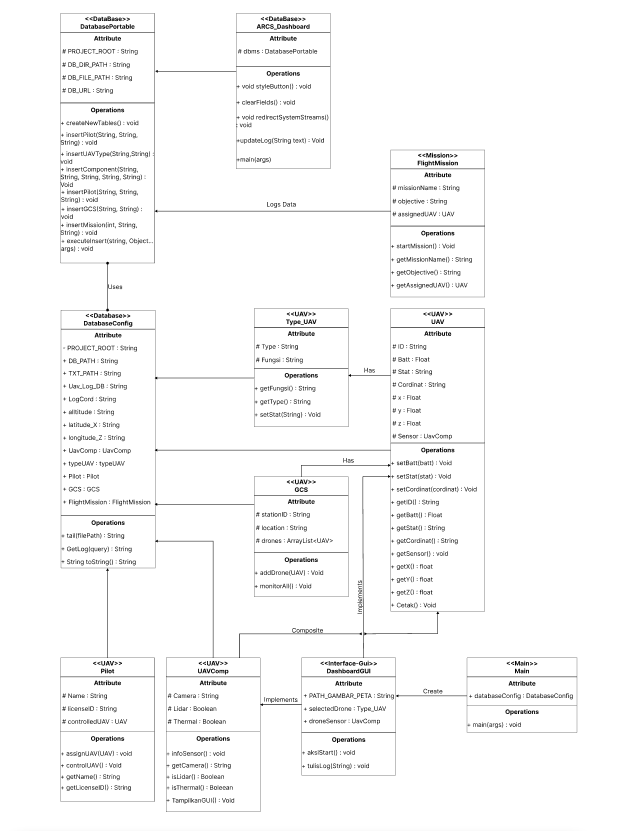 <<DataBase>>
DatabasePortable
Attribute
# PROJECT_ROOT : String
# DB_DIR_PATH : String
# DB_FILE_PATH : String
# DB_URL : String
Operations
+ createNewTables() : void
+ insertPilot(String, String,
String) : void
+ insertUAVType(String,String) :
void
+ insertComponent(String,
String, String, String, String) :
Void
+ insertPilot(String, String,
String) : void
+ insertGCS(String, String) :
void
+ insertMission(int, String,
String) : void
+ executeInsert(string, Object...
args) : void
<<DataBase>>
ARCS_Dashboard
Attribute
# dbms : DatabasePortable
Operations
+ void styleButton() : void
+ clearFields() : void
+ void redirectSystemStreams()
: void
+updateLog(String text) : Void
+main(args)
<<Mission>>
FlightMission
Attribute
# missionName : String
# objective : String
# assignedUAV : UAV
Operations
+ startMission() : Void
+ getMissionName() : String
+ getObjective() : String
+ getAssignedUAV() : UAV
Logs Data
Uses
<<Database>>
DatabaseConfig
Attribute
- PROJECT_ROOT : String
+ DB_PATH : String
+ TXT_PATH : String
+ Uav_Log_DB : String
+ LogCord : String
+ alltitude : String
+ latitude_X : String
+ longitude_Z : String
+ UavComp : UavComp
+ typeUAV : typeUAV
+ Pilot : Pilot
+ GCS : GCS
+ FlightMission : FlightMission
Operations
+ tail(filePath) : String
+ GetLog(query) : String
+ String toString() : String
<<UAV>>
Type_UAV
Attribute
# Type : String
# Fungsi : String
Operations
+ getFungsi() : String
+ getType() : String
+ setStat(String) : Void
Has
<<UAV>>
UAV
Attribute
# ID : String
# Batt : Float
# Stat : String
# Cordinat : String
# x : Float
# y : Float
# z : Float
# Sensor : UavComp
Operations
+ setBatt(batt) : Void
+ setStat(stat) : Void
+ setCordinat(cordinat) : Void
+ getID() : String
+ getBatt() : Float
+ getStat() : String
+ getCordinat() : String
+ getSensor() : void
+ getX() : float
+ getY() : float
+ getZ() : float
+ Cetak() : Void
Has
<<UAV>>
GCS
Attribute
# stationID : String
# location : String
# drones : ArrayList<UAV>
Operations
+ addDrone(UAV) : Void
+ monitorAll() : Void
Implements
Composite
<<UAV>>
Pilot
Attribute
# Name : String
# licenseID : String
# controlledUAV : UAV
Operations
+ assignUAV(UAV) : void
+ controlUAV() : Void
+ getName() : String
+ getLicenseID() : String
<<UAV>>
UAVComp
Attribute
# Camera : String
# Lidar : Boolean
# Thermal : Boolean
Operations
+ infoSensor() : void
+ getCamera() : String
+ isLidar() : Boolean
+ isThermal() : Boleean
+ TampilkanGUI() : Void
Implements
<<Interface-Gui>>
DashboardGUI
Attribute
+ PATH_GAMBAR_PETA : String
+ selectedDrone : Type_UAV
+ droneSensor : UavComp
Operations
+ aksiStart() : Void
+ tulisLog(String) : void
Create
<<Main>>
Main
Attribute
+ databaseConfig : DatabaseConfig
Operations
+ main(args) : void